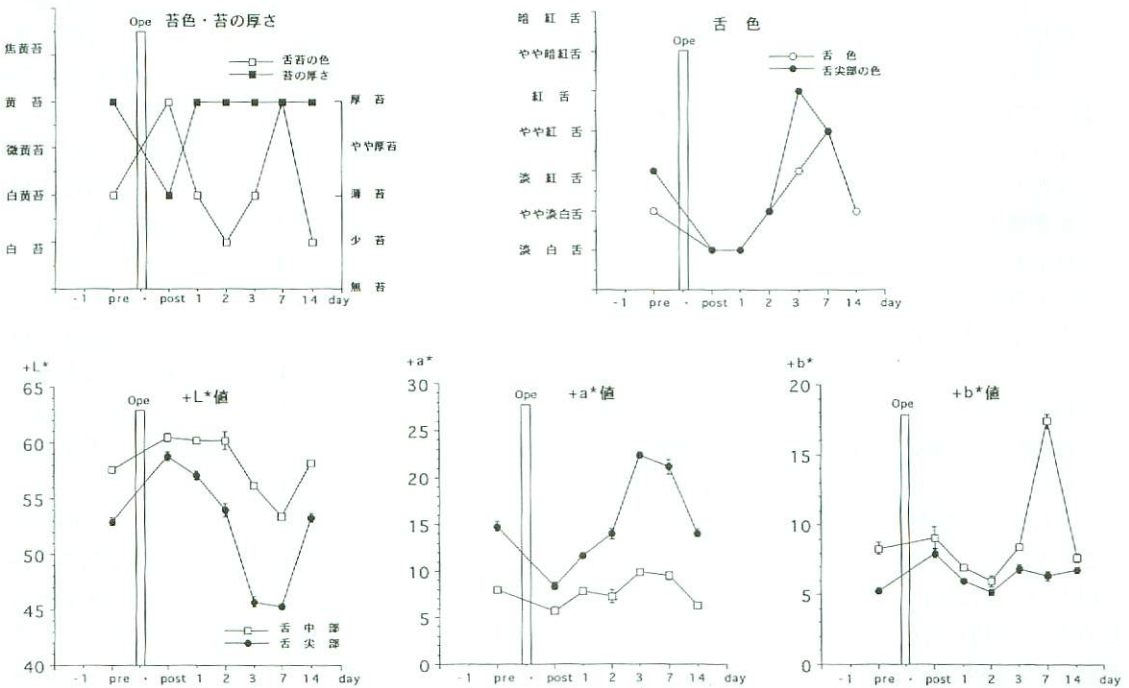 Ope 苔色・苔の厚さ
焦黄苔
黄 苔
微黄苔
白黄苔
白 苔
舌苔の色
苔の厚さ
厚 苔
やや厚苔
薄 苔
少 苔
無 苔
-1 pre · post 1 2 3 7 14 day
舌 色
Ope
暗 紅 舌
やや暗紅舌
紅 舌
やや紅 舌
淡 紅 舌
やや淡白舌
淡 白 舌
舌 色
舌尖部の色
-1 pre · post 1 2 3 7 14 day
+L*
+L*値
Ope
65
60
55
50
45
40
舌 中 部
舌 尖 部
-1 pre · post 1 2 3 7 14 day
+a*
+a*値
Ope
30
25
20
15
10
5
0
-1 pre · post 1 2 3 7 14 day
+b*
+b*値
Ope
20
15
10
5
0
-1 pre · post 1 2 3 7 14 day